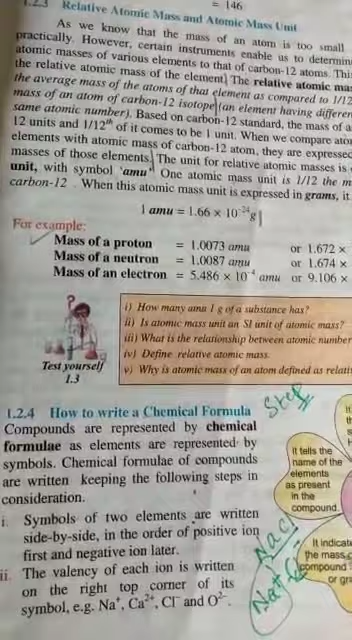 = 146
1.2.3 Relative Atomic Mass and Atomic Mass Unit
As we know that the mass of an atom is too small
practically. However, certain instruments enable us to determine
atomic masses of various elements to that of carbon-12 atoms. This
the relative atomic mass of the element) The relative atomic mass
the average mass of the atoms of that element as compared to 1/12
mass of an atom of carbon-12 isotope (an element having different
same atomic number). Based on carbon-12 standard, the mass of a
12 units and 1/12th of it comes to be 1 unit. When we compare atomic
elements with atomic mass of carbon-12 atom, they are expressed
masses of those elements. The unit for relative atomic masses is
unit, with symbol 'amu'. One atomic mass unit is 1/12 the m
carbon-12 . When this atomic mass unit is expressed in grams, it
1 amu = 1.66 × 10⁻²⁴g
For example:
Mass of a proton = 1.0073 amu or 1.672 ×
Mass of a neutron = 1.0087 amu or 1.674 ×
Mass of an electron = 5.486 × 10⁻⁴ amu or 9.106 ×
i) How many amu 1 g of a substance has?
ii) Is atomic mass unit an SI unit of atomic mass?
iii) What is the relationship between atomic number
iv) Define relative atomic mass.
v) Why is atomic mass of an atom defined as relati
Test yourself
1.3
1.2.4 How to write a Chemical Formula
Step
Compounds are represented by chemical
formulae as elements are represented by
symbols. Chemical formulae of compounds
are written keeping the following steps in
consideration.
i. Symbols of two elements are written
side-by-side, in the order of positive ion
first and negative ion later.
ii. The valency of each ion is written
on the right top corner of its
symbol, e.g. Na⁺, Ca²⁺, Cl⁻ and O²⁻.
It tells the
name of the
elements
as present
in the
compound.
It indicate
the mass
compound
or gr
NaCl